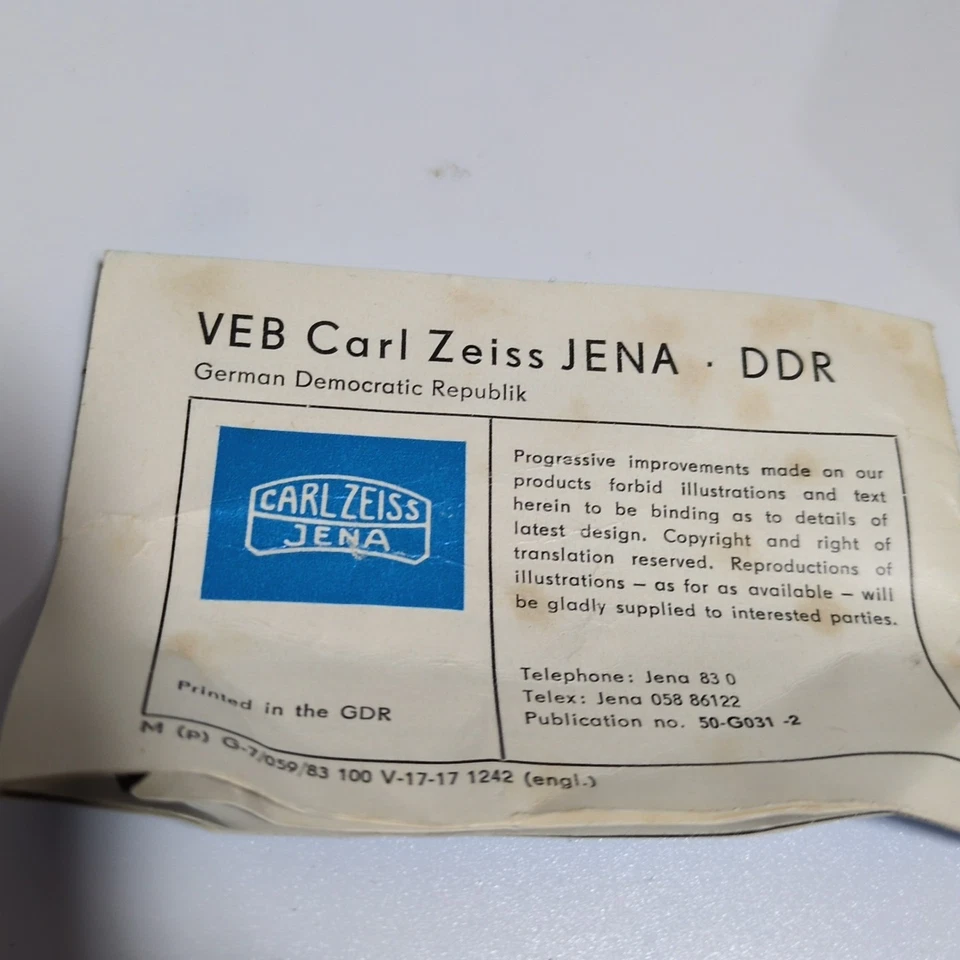 VEB Carl Zeiss JENA · DDR
German Democratic Republik
CARL ZEISS
JENA
Printed in the GDR
Progressive improvements made on our
products forbid illustrations and text
herein to be binding as to details of
latest design. Copyright and right of
translation reserved. Reproductions of
illustrations — as for as available — will
be gladly supplied to interested parties.
Telephone: Jena 83 0
Telex: Jena 058 86122
Publication no. 50-G031 -2
M (p) G-7/059/83 100 V-17-17 1242 (engl.)